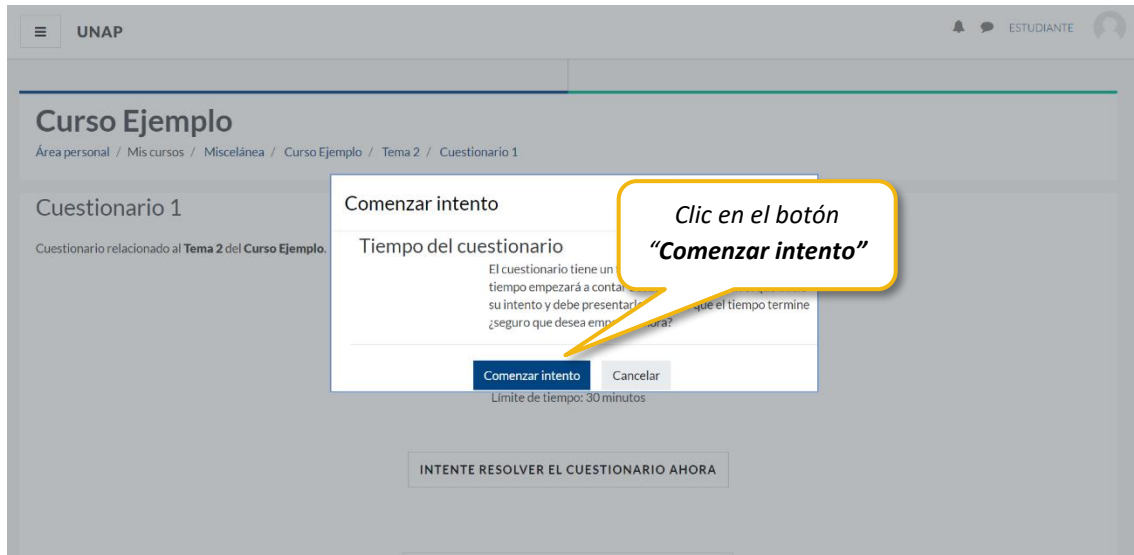 UNAP
ESTUDIANTE
Curso Ejemplo
Área personal / Mis cursos / Miscelánea / Curso Ejemplo / Tema 2 / Cuestionario 1
Cuestionario 1
Cuestionario relacionado al Tema 2 del Curso Ejemplo.
Comenzar intento
Tiempo del cuestionario
El cuestionario tiene un
tiempo empezará a contar
su intento y debe que el tiempo termine
¿seguro que desea
Clic en el botón
“Comenzar intento”
Comenzar intento Cancelar
Límite de tiempo: 30 minutos
INTENTE RESOLVER EL CUESTIONARIO AHORA